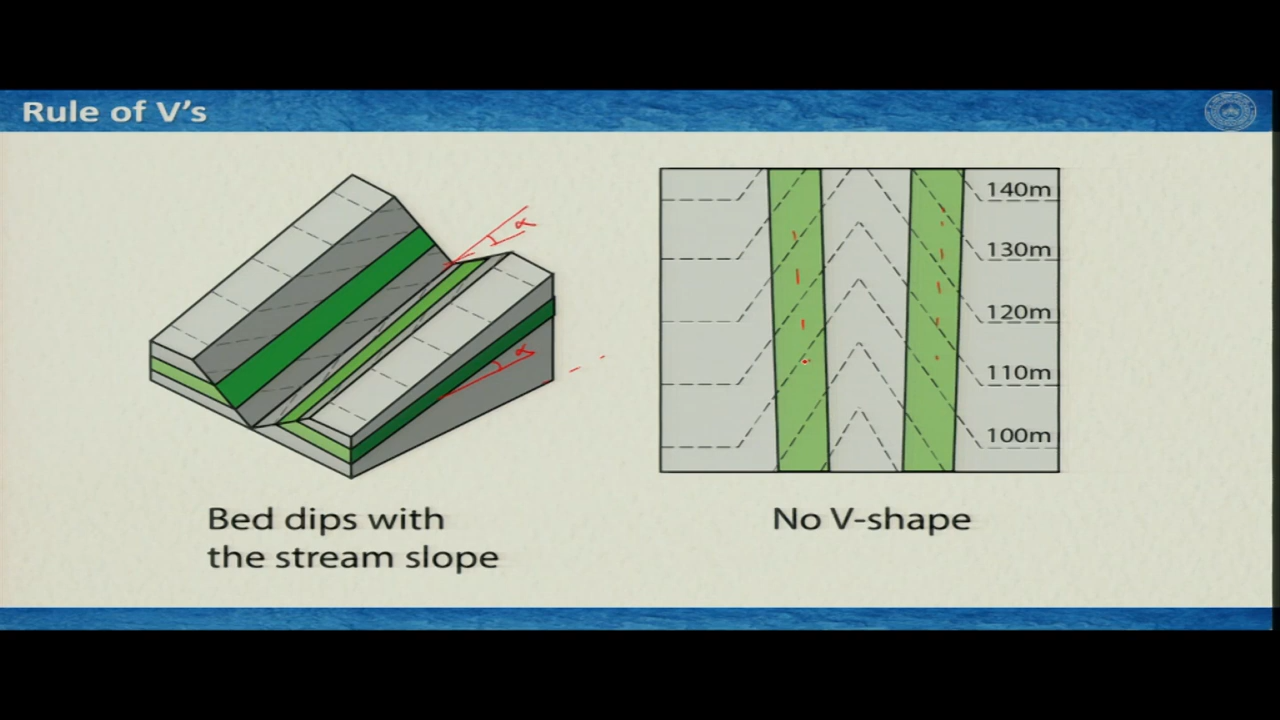 Rule of V's
α
α
140m
130m
120m
110m
100m
Bed dips with
the stream slope
No V-shape